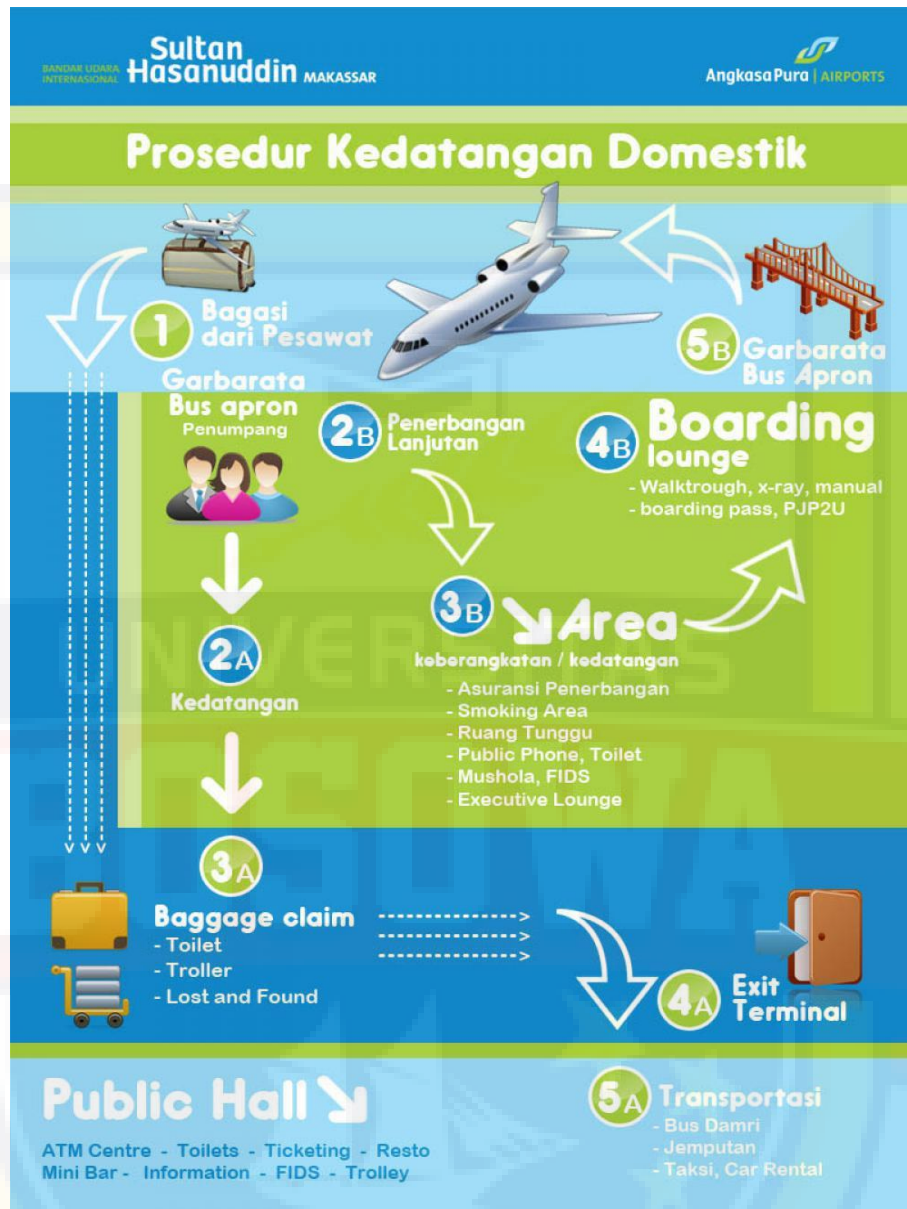 BANDAR UDARA
INTERNASIONAL
Sultan
Hasanuddin MAKASSAR
AngkasaPura | AIRPORTS
Prosedur Kedatangan Domestik
1 Bagasi
dari Pesawat
5B Garbarata
Bus Apron
Garbarata
Bus apron
Penumpang
2B Penerbangan
Lanjutan
4B Boarding
lounge
- Walktrough, x-ray, manual
- boarding pass, PJP2U
2A
Kedatangan
3B Area
keberangkatan / kedatangan
- Asuransi Penerbangan
- Smoking Area
- Ruang Tunggu
- Public Phone, Toilet
- Mushola, FIDS
- Executive Lounge
UNIVERSITAS
BOSOWA
3A
Baggage claim
- Toilet
- Troller
- Lost and Found
4A Exit
Terminal
Public Hall
ATM Centre - Toilets - Ticketing - Resto
Mini Bar - Information - FIDS - Trolley
5A Transportasi
- Bus Damri
- Jemputan
- Taksi, Car Rental